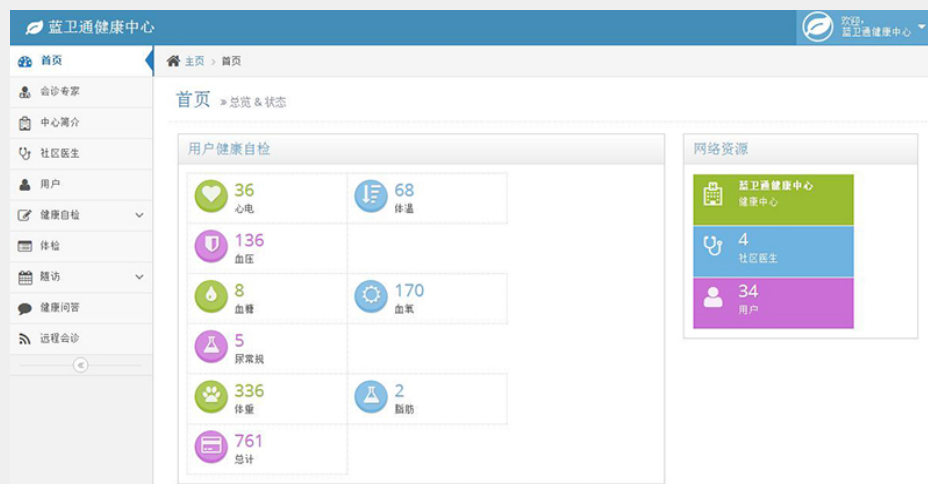 蓝卫通健康中心
欢迎,
蓝卫通健康中心
首页
会诊专家
中心简介
社区医生
用户
健康自检
体检
随访
健康问答
远程会诊
主页 > 首页
首页 » 总览 & 状态
用户健康自检
36
心电
68
体温
136
血压
8
血糖
170
血氧
5
尿常规
336
体重
2
脂肪
761
总计
网络资源
蓝卫通健康中心
健康中心
4
社区医生
34
用户